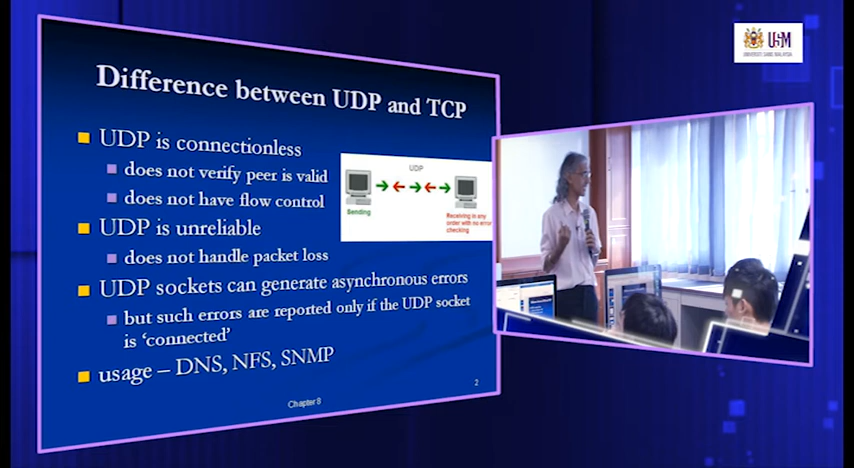 Difference between UDP and TCP
UDP is connectionless
does not verify peer is valid
does not have flow control
UDP is unreliable
does not handle packet loss
UDP sockets can generate asynchronous errors
but such errors are reported only if the UDP socket
is ‘connected’
usage – DNS, NFS, SNMP
UDP
Sending
Receiving in any
order with no error
checking
Chapter 8
2
USM
UNIVERSITI SAINS MALAYSIA